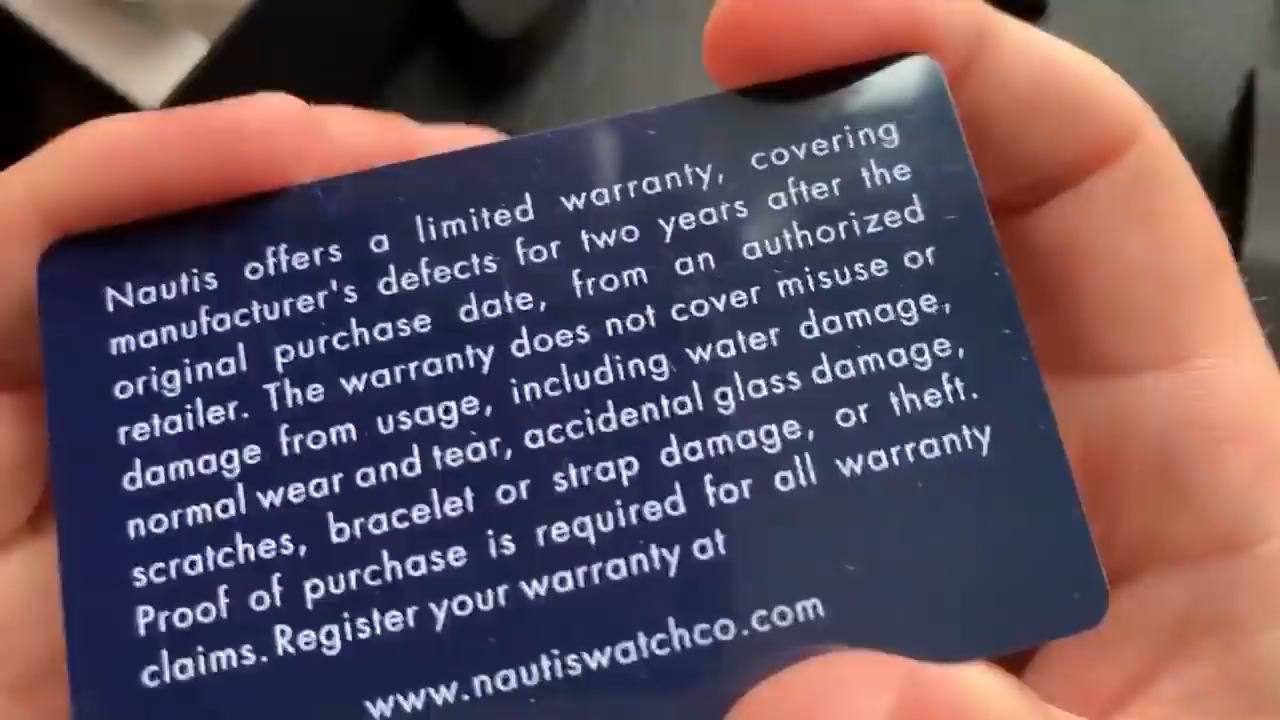 Nautis offers a limited warranty, covering
manufacturer's defects for two years after the
original purchase date, from an authorized
retailer. The warranty does not cover misuse or
damage from usage, including water damage,
normal wear and tear, accidental glass damage,
scratches, bracelet or strap damage, or theft.
Proof of purchase is required for all warranty
claims. Register your warranty at
www.nautiswatchco.com